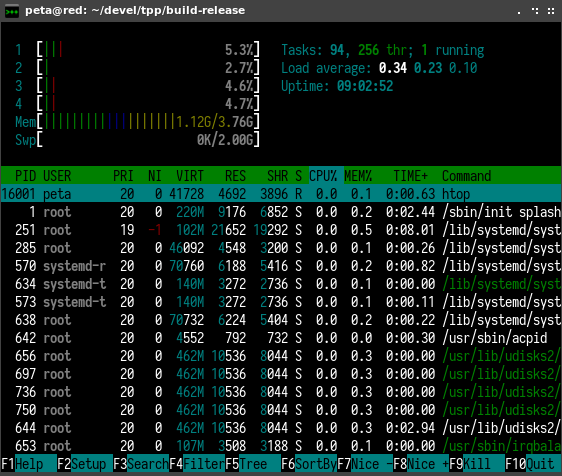 peta@red: ~/devel/tpp/build-release
1 [||| 5.3%] Tasks: 94, 256 thr; 1 running
2 [| 2.7%] Load average: 0.34 0.23 0.10
3 [|| 4.6%] Uptime: 09:02:52
4 [|| 4.7%]
Mem[||||||||||||||||||||1.12G/3.76G]
Swp[ 0K/2.00G]
PID USER PRI NI VIRT RES SHR S CPU% MEM% TIME+ Command
16001 peta 20 0 41728 4692 3896 R 0.0 0.1 0:00.63 htop
1 root 20 0 220M 9176 6852 S 0.0 0.2 0:02.44 /sbin/init splash
251 root 19 -1 102M 21652 19292 S 0.0 0.5 0:08.01 /lib/systemd/syst
285 root 20 0 46092 4548 3200 S 0.0 0.1 0:00.26 /lib/systemd/syst
570 systemd-r 20 0 70760 6188 5416 S 0.0 0.2 0:00.82 /lib/systemd/syst
634 systemd-t 20 0 140M 3272 2736 S 0.0 0.1 0:00.00 /lib/systemd/syst
573 systemd-t 20 0 140M 3272 2736 S 0.0 0.1 0:00.11 /lib/systemd/syst
638 root 20 0 70732 6224 5404 S 0.0 0.2 0:00.22 /lib/systemd/syst
642 root 20 0 4552 792 732 S 0.0 0.0 0:00.30 /usr/sbin/acpid
656 root 20 0 462M 10536 8044 S 0.0 0.3 0:00.00 /usr/lib/udisks2/
697 root 20 0 462M 10536 8044 S 0.0 0.3 0:00.00 /usr/lib/udisks2/
736 root 20 0 462M 10536 8044 S 0.0 0.3 0:00.00 /usr/lib/udisks2/
750 root 20 0 462M 10536 8044 S 0.0 0.3 0:00.00 /usr/lib/udisks2/
644 root 20 0 462M 10536 8044 S 0.0 0.3 0:02.94 /usr/lib/udisks2/
653 root 20 0 107M 3508 3188 S 0.0 0.1 0:00.00 /usr/sbin/irqbala
F1Help F2Setup F3SearchF4FilterF5Tree F6SortByF7Nice -F8Nice +F9Kill F10Quit